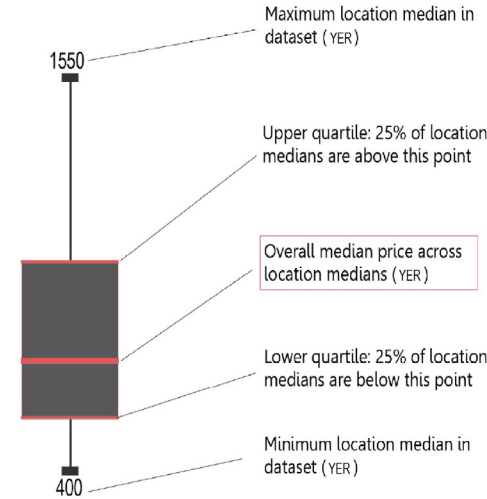 Maximum location median in
dataset (YER)
1550
Upper quartile: 25% of location
medians are above this point
Overall median price across
location medians (YER)
Lower quartile: 25% of location
medians are below this point
Minimum location median in
dataset (YER)
400